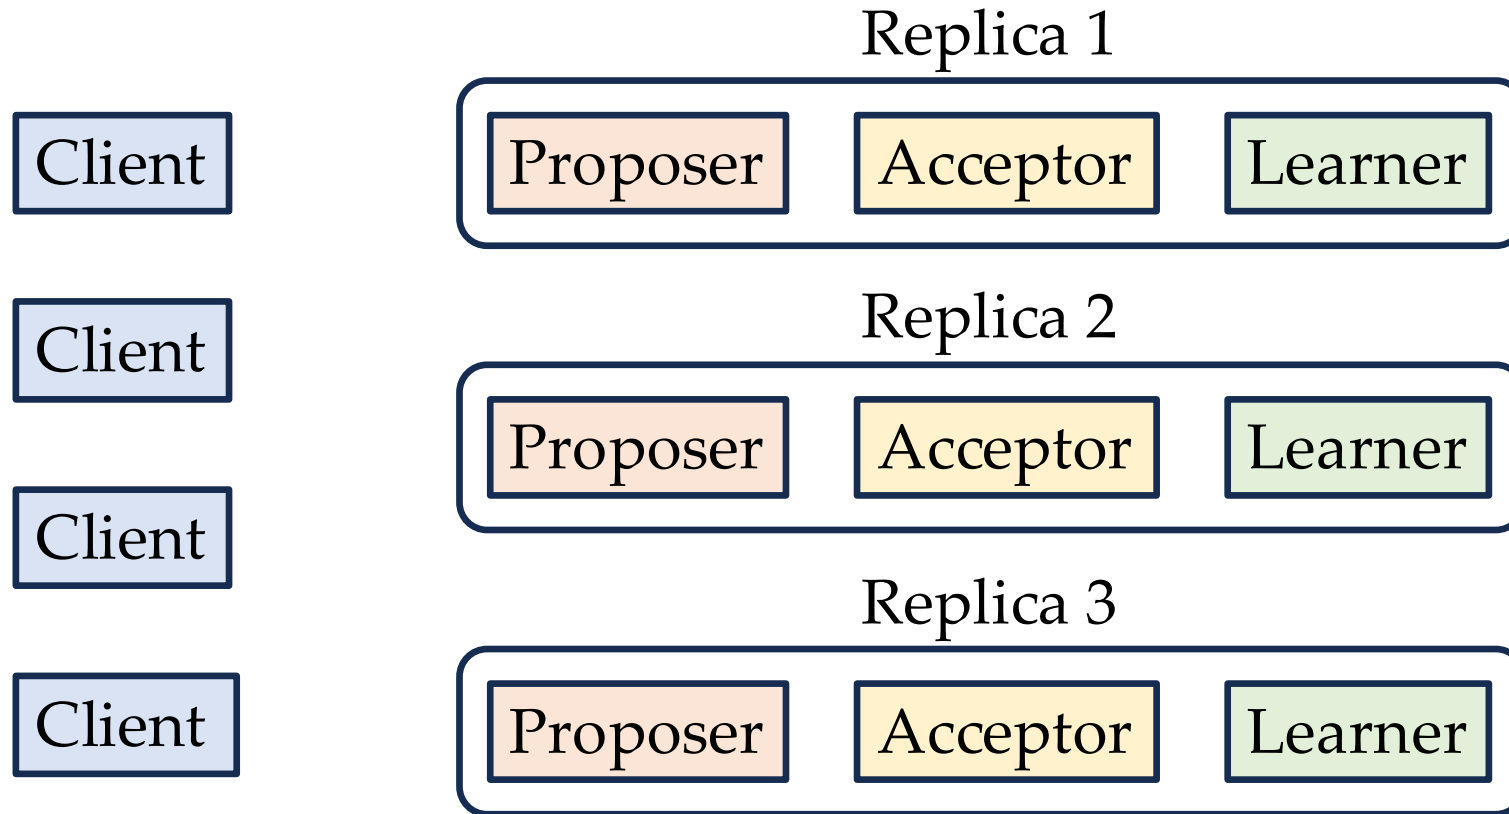 Client
Client
Client
Client
Replica 1
Proposer Acceptor Learner
Replica 2
Proposer Acceptor Learner
Replica 3
Proposer Acceptor Learner